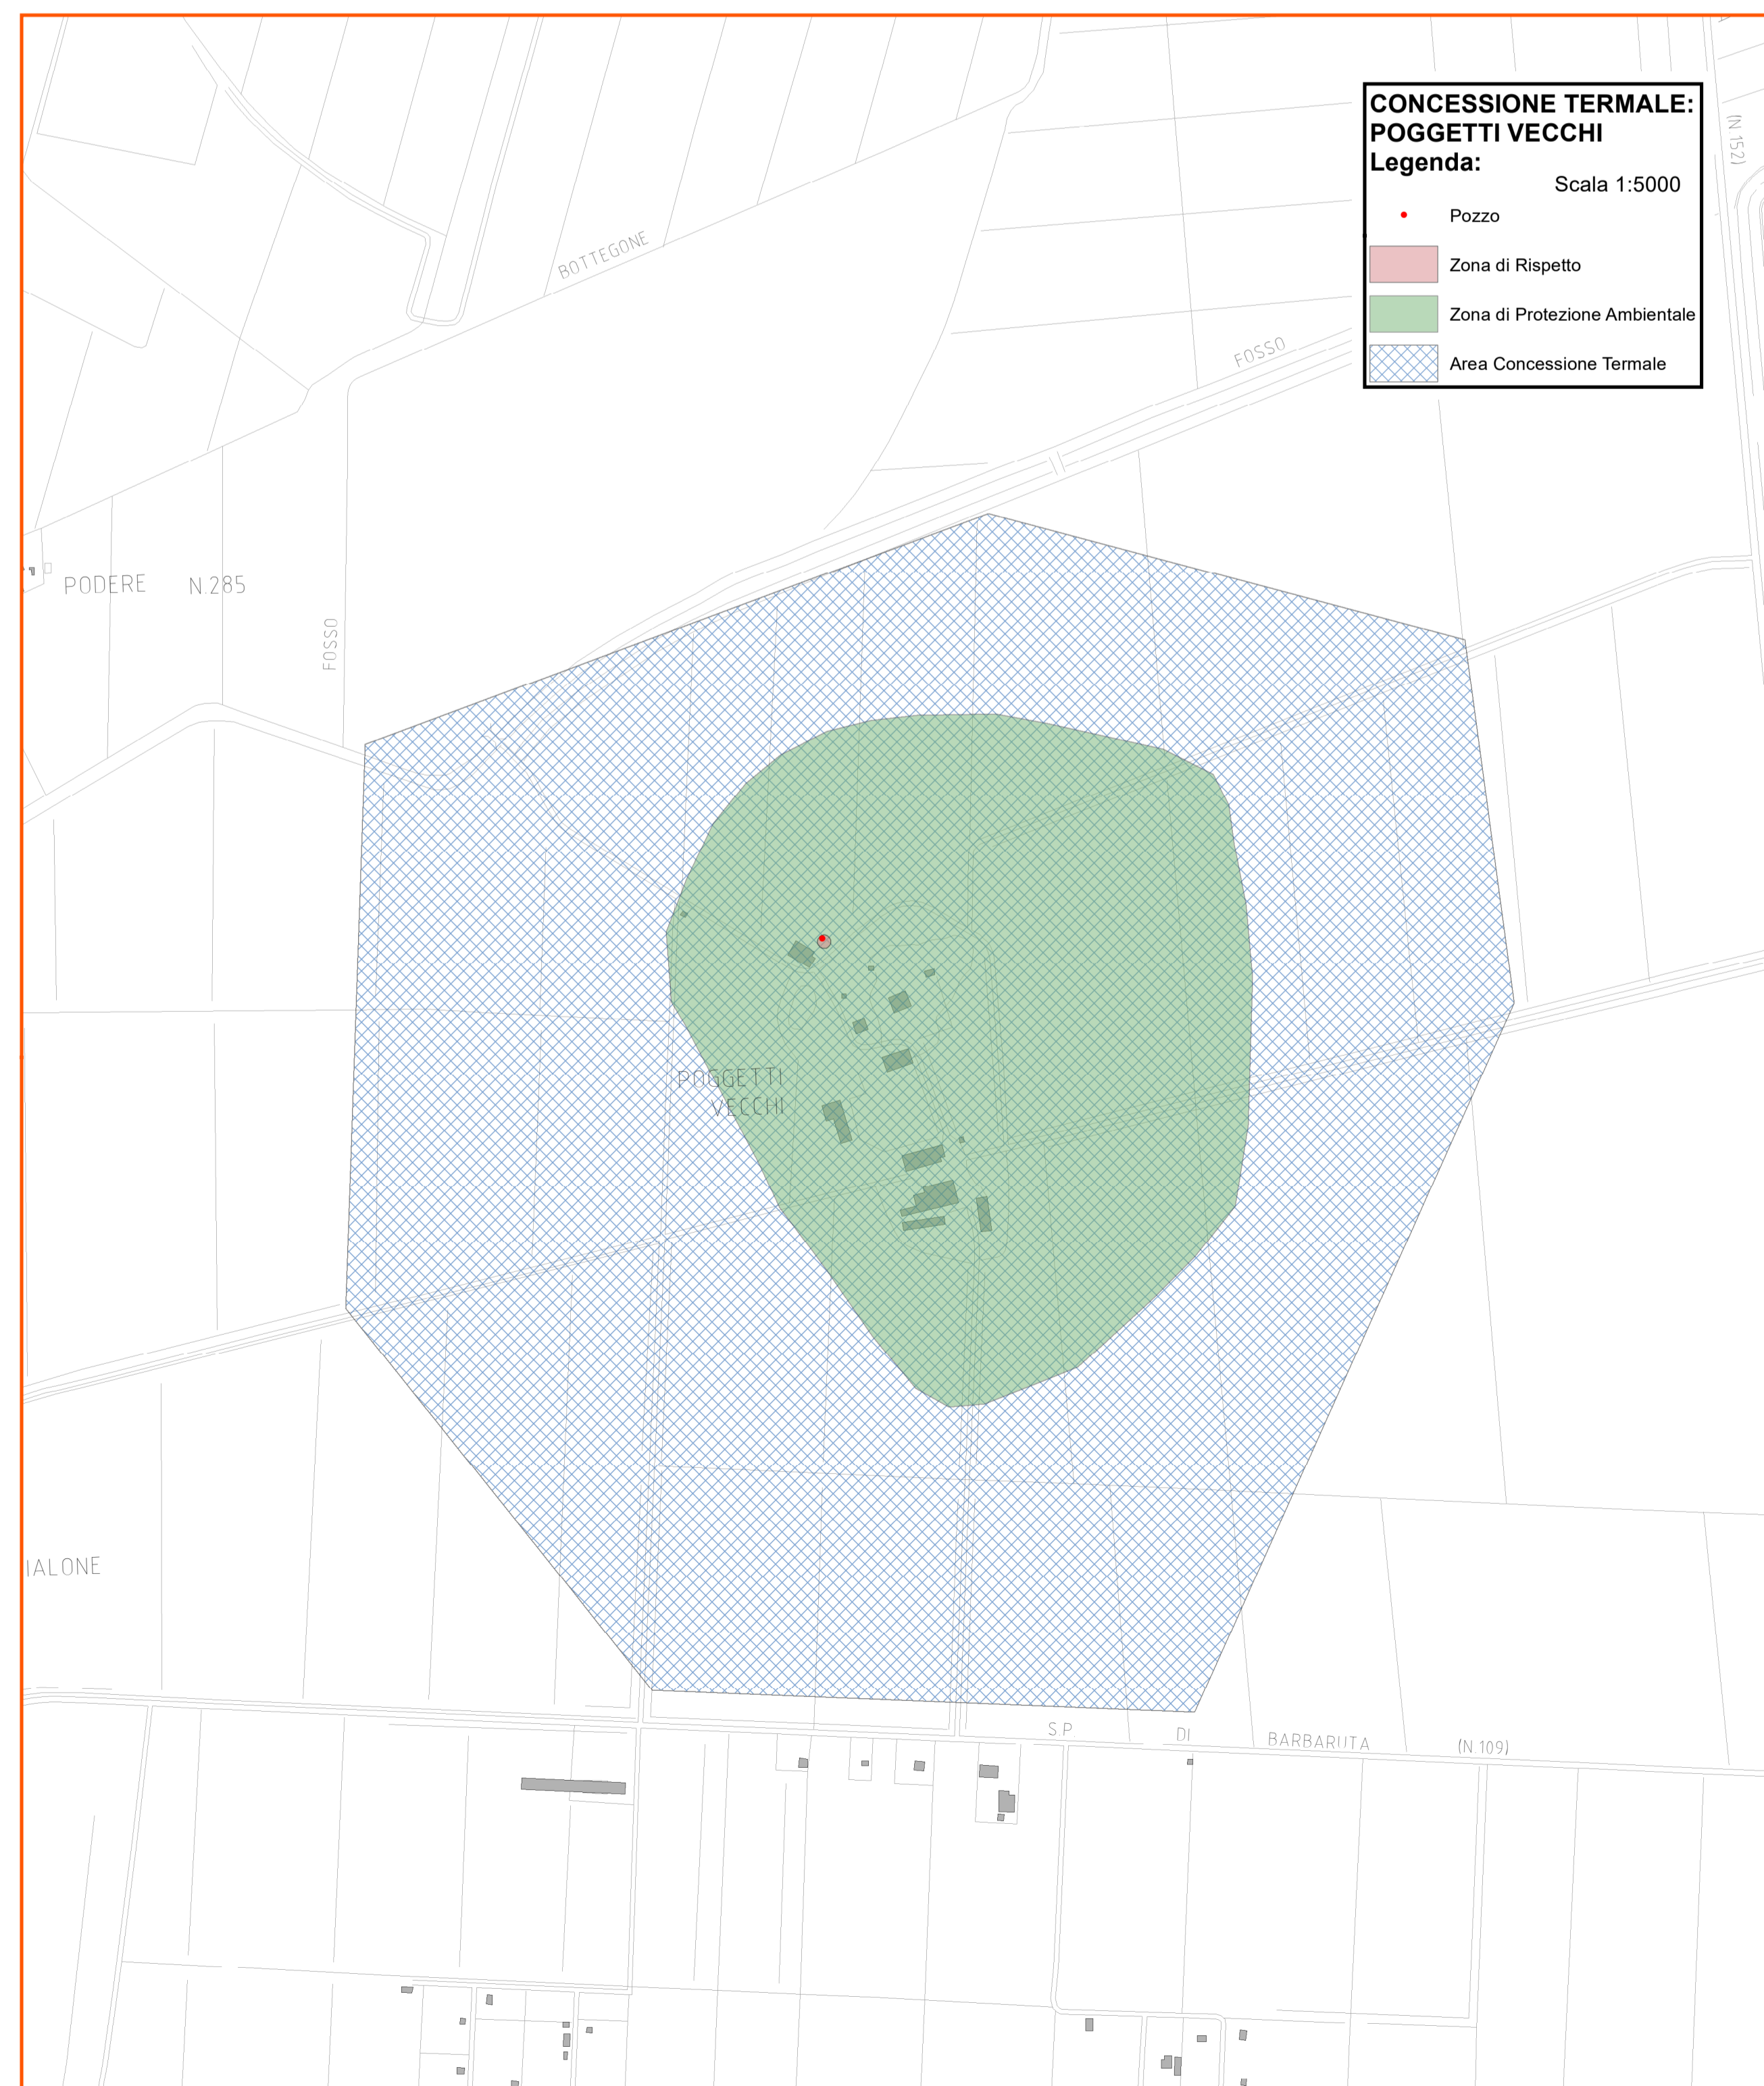 CONCESSIONE TERMALE:
POGGETTI VECCHI
Legenda:
Scala 1:5000
Pozzo
Zona di Rispetto
Zona di Protezione Ambientale
Area Concessione Termale
(N 152)
BOTTEGONE
FOSSO
PODERE N.285
FOSSO
POGGETTI
VECCHI
IALONE
S.P. DI BARBARUTA (N.109)